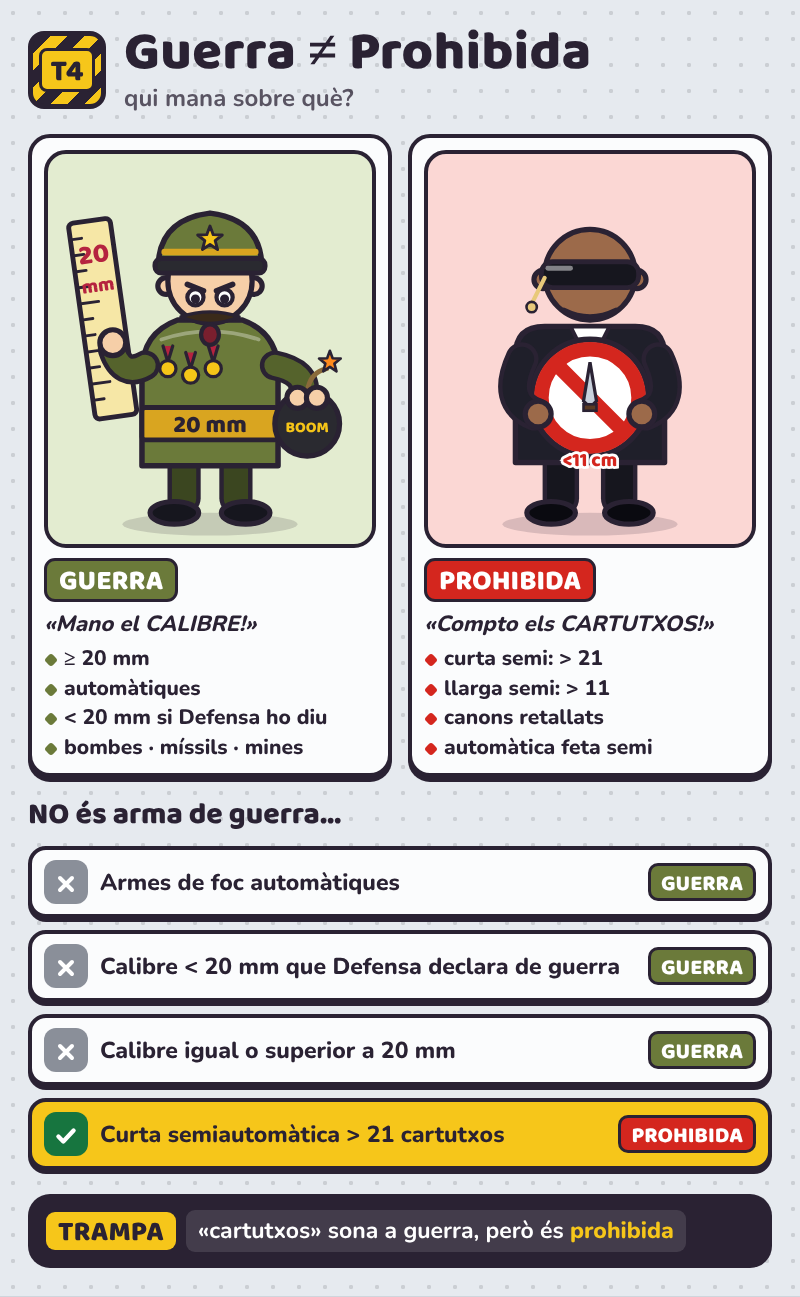 T4
Guerra ≠ Prohibida
qui mana sobre què?
20
mm
20 mm
BOOM
<11 cm
GUERRA
«Mano el CALIBRE!»
≥ 20 mm
automàtiques
< 20 mm si Defensa ho diu
bombes · míssils · mines
PROHIBIDA
«Compto els CARTUTXOS!»
curta semi: > 21
llarga semi: > 11
canons retallats
automàtica feta semi
NO és arma de guerra...
Armes de foc automàtiques GUERRA
Calibre < 20 mm que Defensa declara de guerra GUERRA
Calibre igual o superior a 20 mm GUERRA
Curta semiautomàtica > 21 cartutxos PROHIBIDA
TRAMPA «cartutxos» sona a guerra, però és prohibida